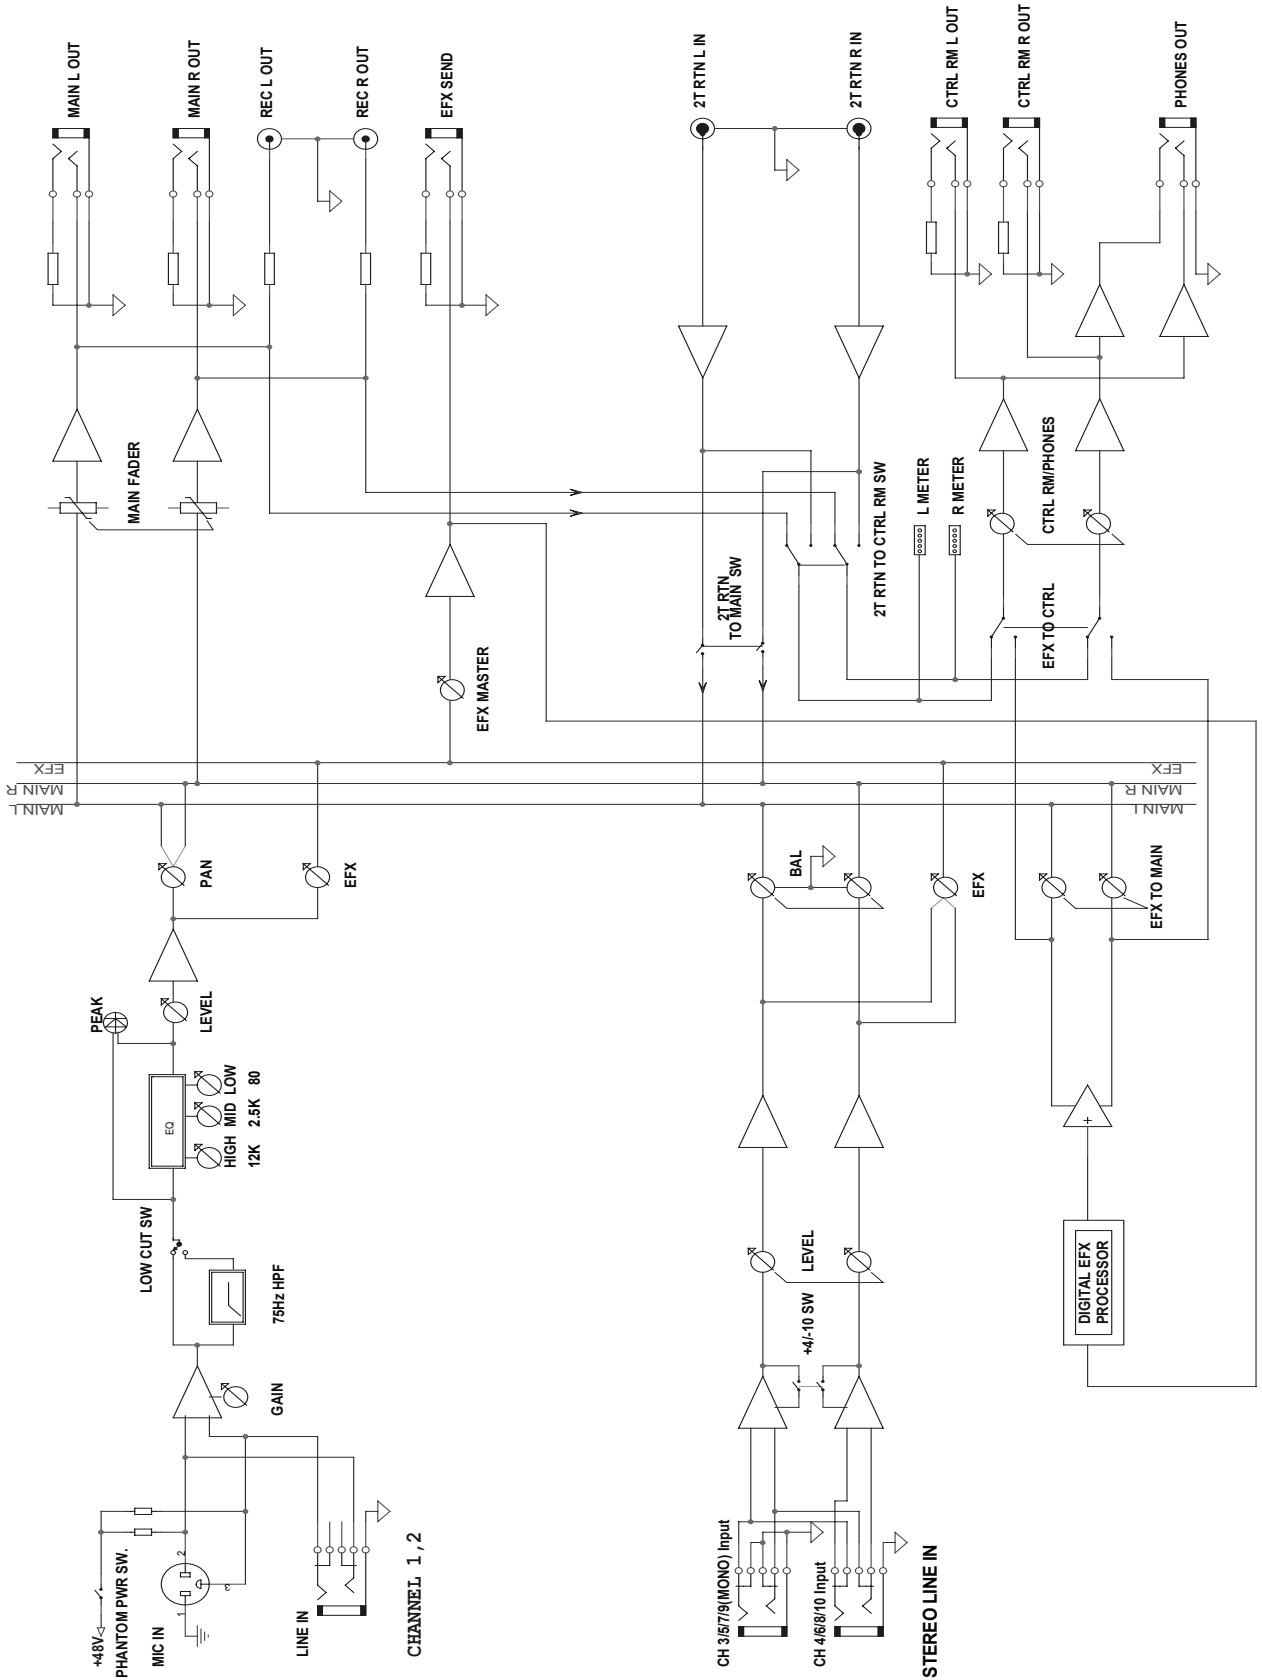 MAIN L OUT
MAIN R OUT
REC L OUT
REC R OUT
EFX SEND
2T RTN L IN
2T RTN R IN
CTRL RM L OUT
CTRL RM R OUT
PHONES OUT
MAIN FADER
EFX MASTER
2T RTN
TO MAIN SW
2T RTN TO CTRL RM SW
L METER
R METER
CTRL RM/PHONES
EFX TO CTRL
EFX
MAIN R
MAIN L
EFX
MAIN R
MAIN L
PAN
EFX
BAL
EFX
EFX TO MAIN
PEAK
LEVEL
EQ
HIGH MID LOW
12K 2.5K 80
LOW CUT SW
75Hz HPF
GAIN
LEVEL
+4/-10 SW
+
DIGITAL EFX
PROCESSOR
+48V
PHANTOM PWR SW.
MIC IN
1
2
3
LINE IN
CHANNEL 1,2
CH 3/5/7/9(MONO) Input
CH 4/6/8/10 Input
STEREO LINE IN